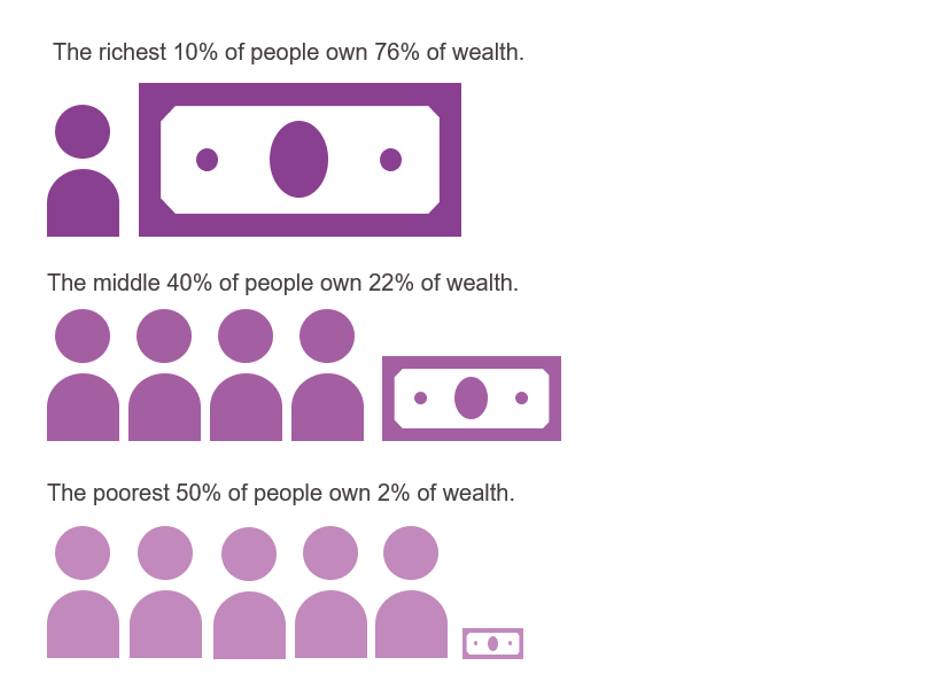 The richest 10% of people own 76% of wealth.
The middle 40% of people own 22% of wealth.
The poorest 50% of people own 2% of wealth.